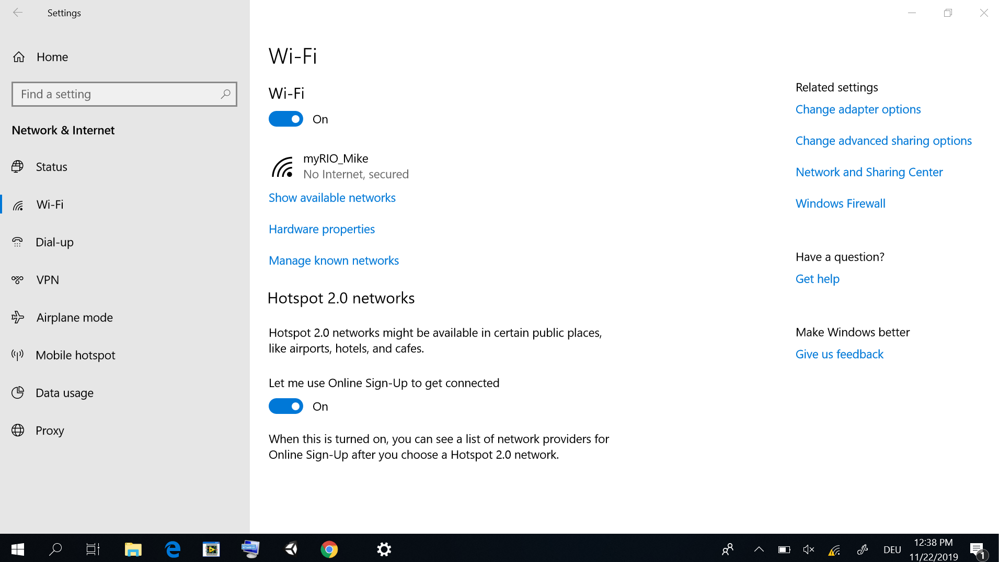 Settings
Home
Find a setting
Network & Internet
Status
Wi-Fi
Dial-up
VPN
Airplane mode
Mobile hotspot
Data usage
Proxy
Wi-Fi
Wi-Fi
On
myRIO_Mike
No Internet, secured
Show available networks
Hardware properties
Manage known networks
Hotspot 2.0 networks
Hotspot 2.0 networks might be available in certain public places,
like airports, hotels, and cafes.
Let me use Online Sign-Up to get connected
On
When this is turned on, you can see a list of network providers for
Online Sign-Up after you choose a Hotspot 2.0 network.
Related settings
Change adapter options
Change advanced sharing options
Network and Sharing Center
Windows Firewall
Have a question?
Get help
Make Windows better
Give us feedback
DEU
12:38 PM
11/22/2019
1